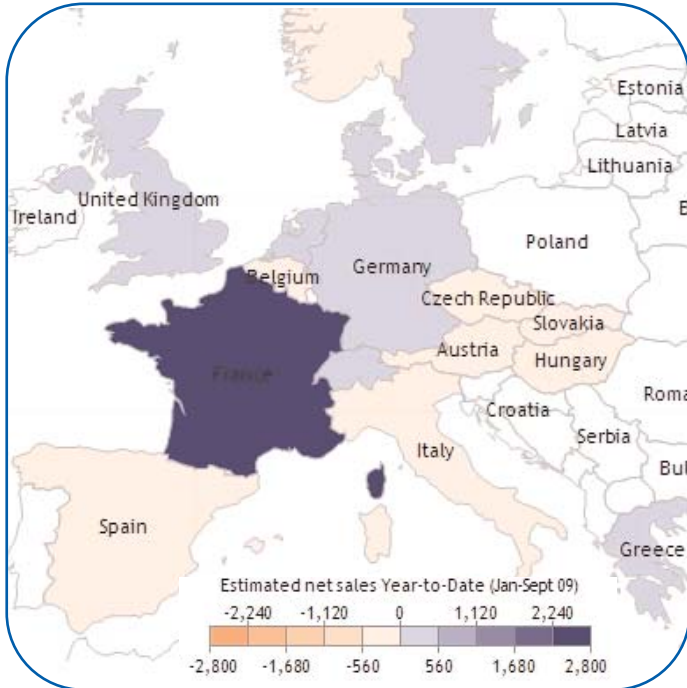 Estonia
Latvia
Lithuania
United Kingdom
Ireland
Poland
Belgium
Germany
Czech Republic
Slovakia
Austria
Hungary
France
Croatia
Serbia
Italy
Spain
Greece
Estimated net sales Year-to-Date (Jan-Sept 09)
-2,240 -1,120 0 1,120 2,240
-2,800 -1,680 -560 560 1,680 2,800